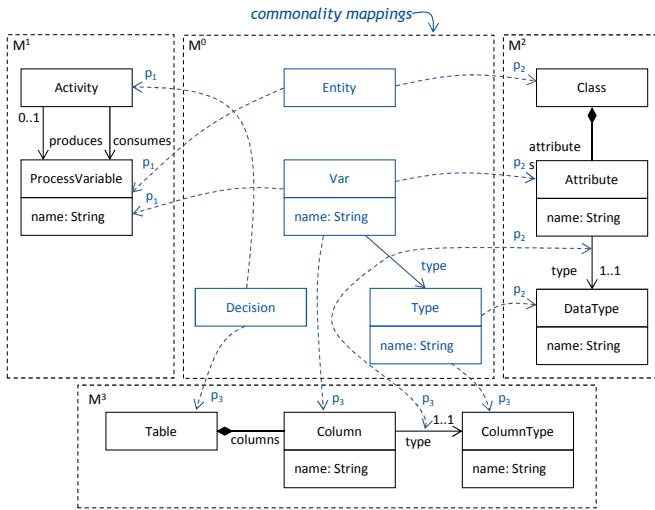 commonality mappings
M¹
M⁰
M²
p₁
p₂
Activity
Entity
Class
0..1
produces
consumes
attribute
s
p₁
p₂
ProcessVariable
Var
Attribute
p₁
name: String
name: String
name: String
p₂
type
type
1..1
p₂
Decision
Type
DataType
name: String
name: String
M³
p₃
p₃
p₃
p₃
1..1
Table
columns
Column
type
ColumnType
name: String
name: String